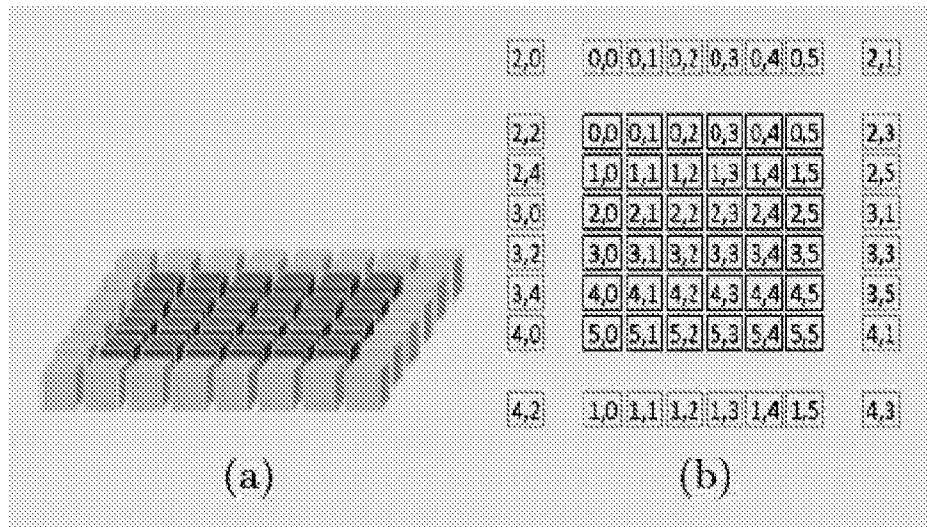 2,0 0,0 0,1 0,2 0,3 0,4 0,5 2,1
2,2 0,0 0,1 0,2 0,3 0,4 0,5 2,3
2,4 1,0 1,1 1,2 1,3 1,4 1,5 2,5
3,0 2,0 2,1 2,2 2,3 2,4 2,5 3,1
3,2 3,0 3,1 3,2 3,3 3,4 3,5 3,3
3,4 4,0 4,1 4,2 4,3 4,4 4,5 3,5
4,0 5,0 5,1 5,2 5,3 5,4 5,5 4,1
4,2 1,0 1,1 1,2 1,3 1,4 1,5 4,3
(a) (b)